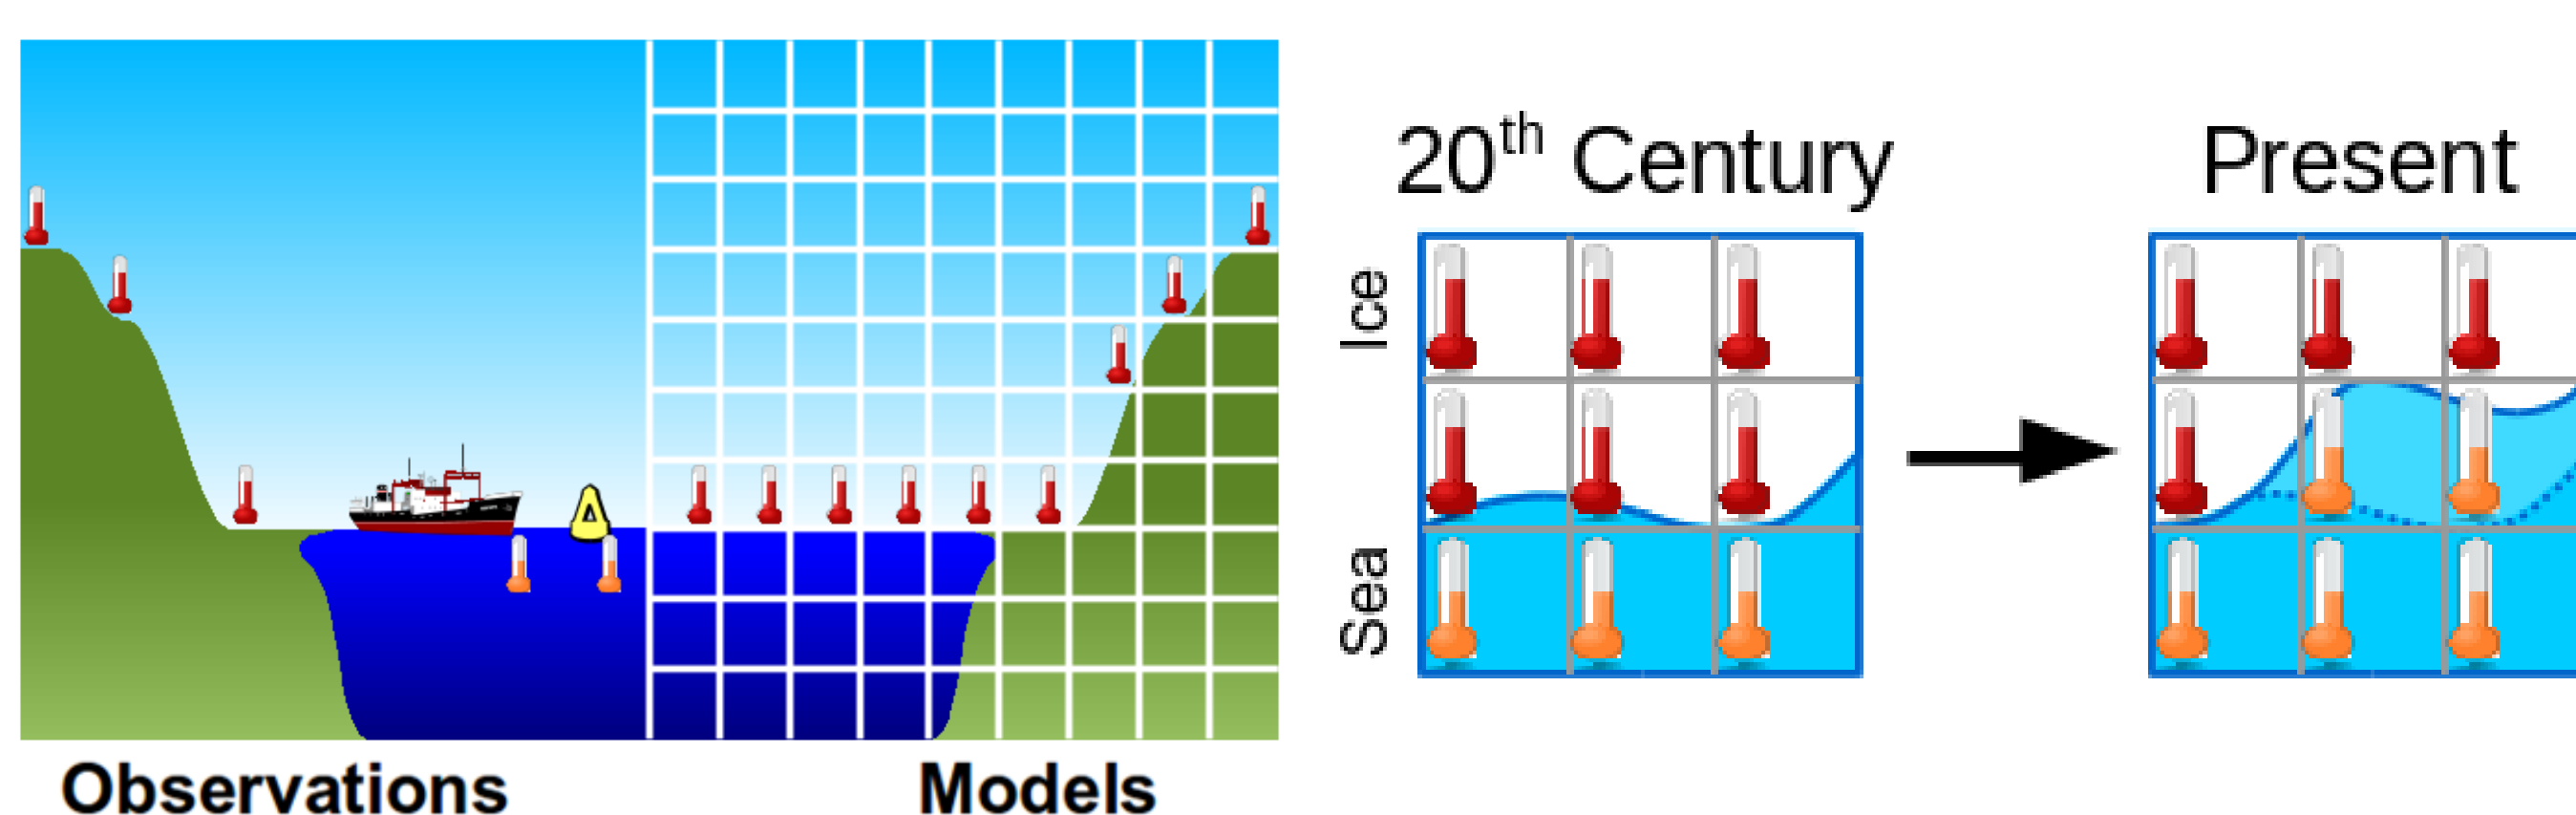 20th Century
Present
Ice
Sea
Observations
Models